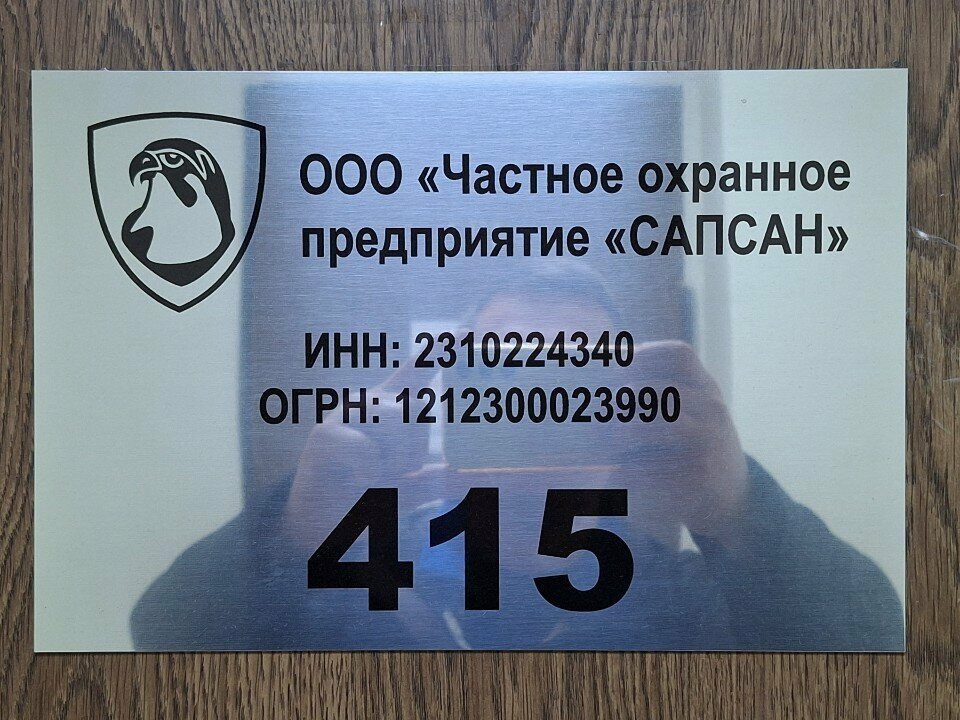 ООО «Частное охранное
предприятие «САПСАН»
ИНН: 2310224340
ОГРН: 1212300023990
415